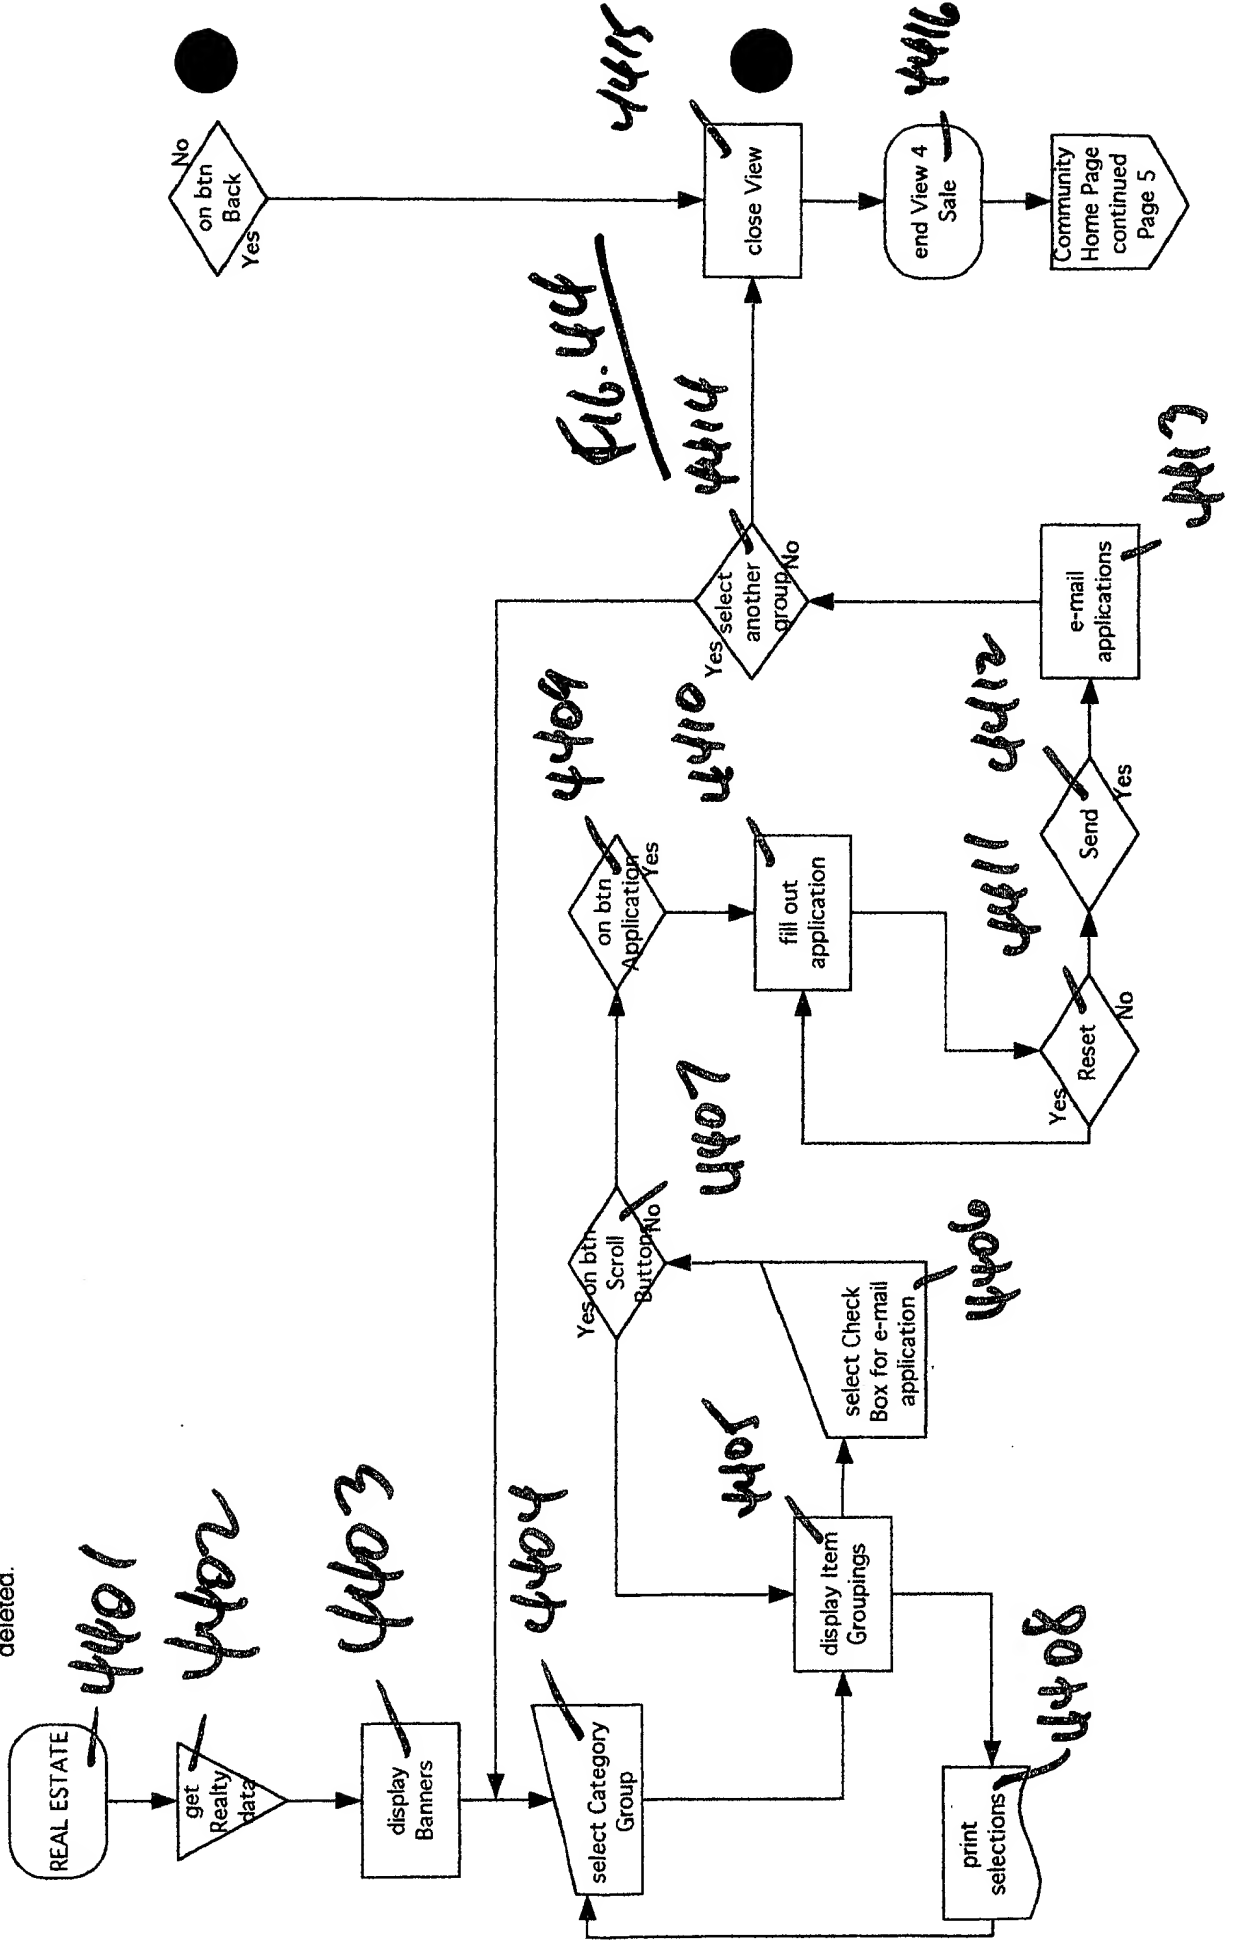 deleted.
REAL ESTATE
4401
get
Realty
data
4402
display
Banners
4403
select Category
Group
4404
display Item
Groupings
4405
print
selections
4408
select Check
Box for e-mail
application
4406
Yes
on btn
Scroll
Button
No
4407
on btn
Application
Yes
4409
fill out
application
4410
Yes
Reset
No
4411
Send
Yes
4412
e-mail
applications
4413
Yes
select
another
group
No
4414
FIG. 44
on btn
Back
No
Yes
close View
4415
end View 4
Sale
4416
Community
Home Page
continued
Page 5